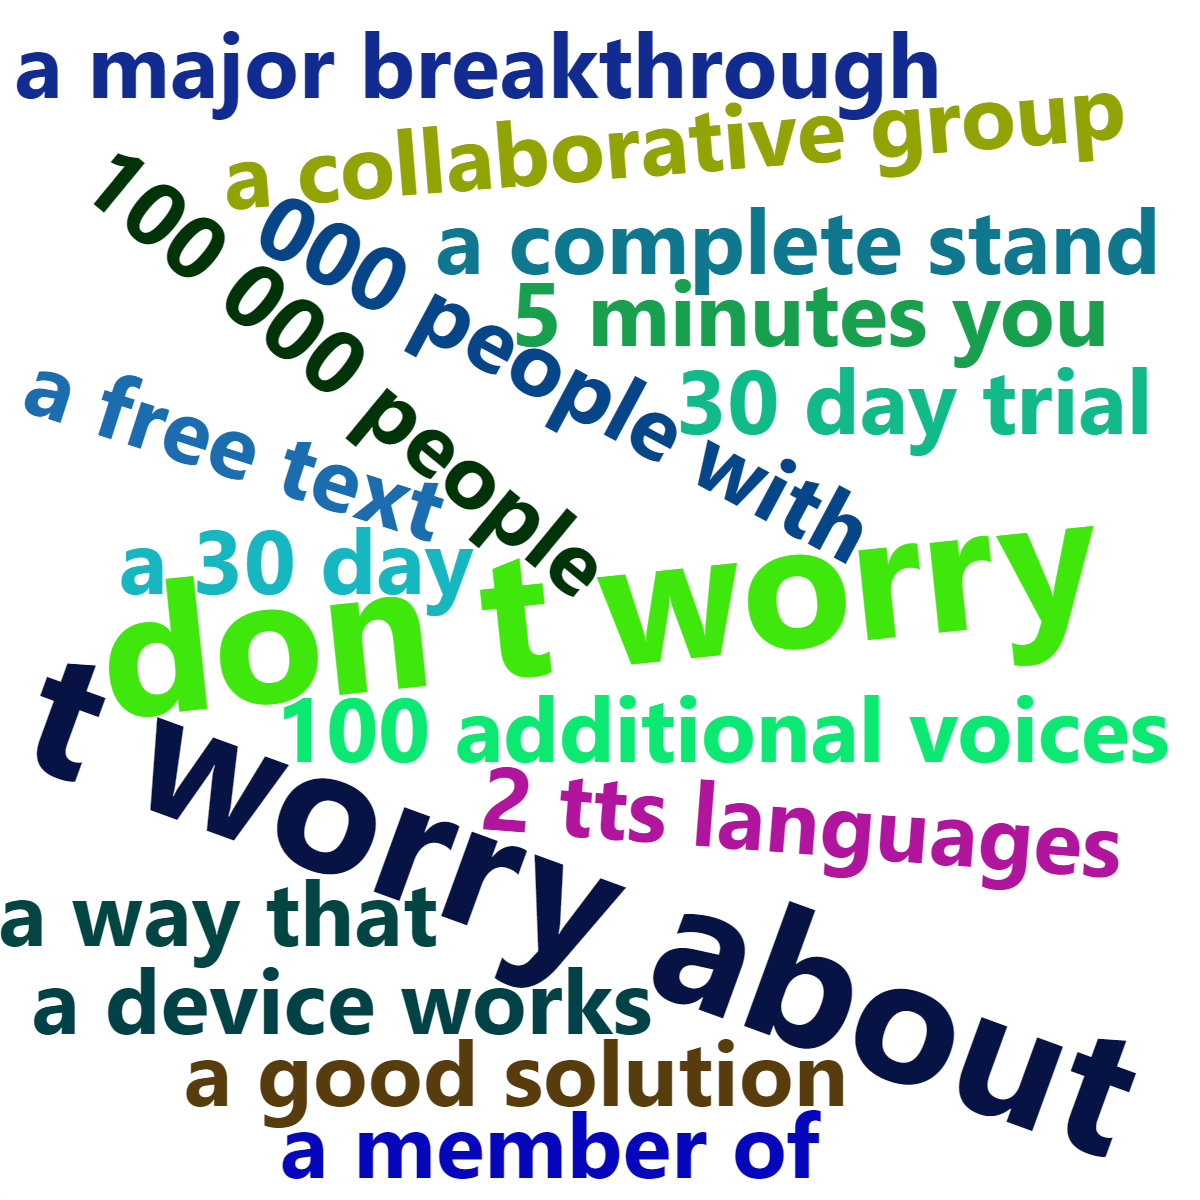 a major breakthrough
a collaborative group
100 000 people
000 people with
a complete stand
5 minutes you
30 day trial
a free text
a 30 day
don t worry
t worry about
100 additional voices
2 tts languages
a way that
a device works
a good solution
a member of